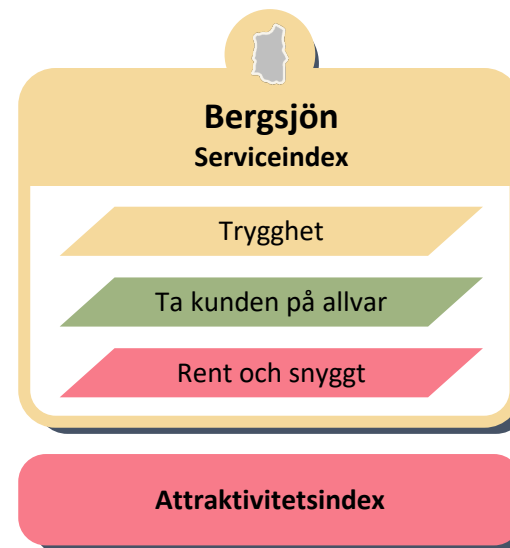 Bergsjön
Serviceindex
Trygghet
Ta kunden på allvar
Rent och snyggt
Attraktivitetsindex